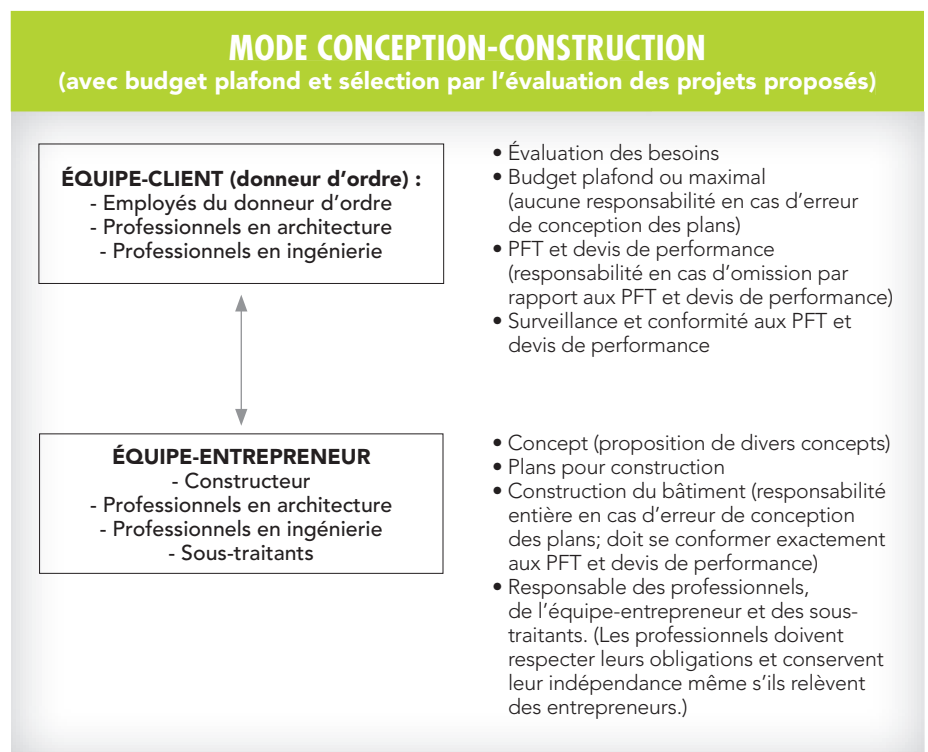 MODE CONCEPTION-CONSTRUCTION
(avec budget plafond et sélection par l'évaluation des projets proposés)
ÉQUIPE-CLIENT (donneur d'ordre) :
- Employés du donneur d'ordre
- Professionnels en architecture
- Professionnels en ingénierie
• Évaluation des besoins
• Budget plafond ou maximal
(aucune responsabilité en cas d'erreur
de conception des plans)
• PFT et devis de performance
(responsabilité en cas d'omission par
rapport aux PFT et devis de performance)
• Surveillance et conformité aux PFT et
devis de performance
ÉQUIPE-ENTREPRENEUR
- Constructeur
- Professionnels en architecture
- Professionnels en ingénierie
- Sous-traitants
• Concept (proposition de divers concepts)
• Plans pour construction
• Construction du bâtiment (responsabilité
entière en cas d'erreur de conception
des plans; doit se conformer exactement
aux PFT et devis de performance)
• Responsable des professionnels,
de l'équipe-entrepreneur et des sous-
traitants. (Les professionnels doivent
respecter leurs obligations et conservent
leur indépendance même s'ils relèvent
des entrepreneurs.)